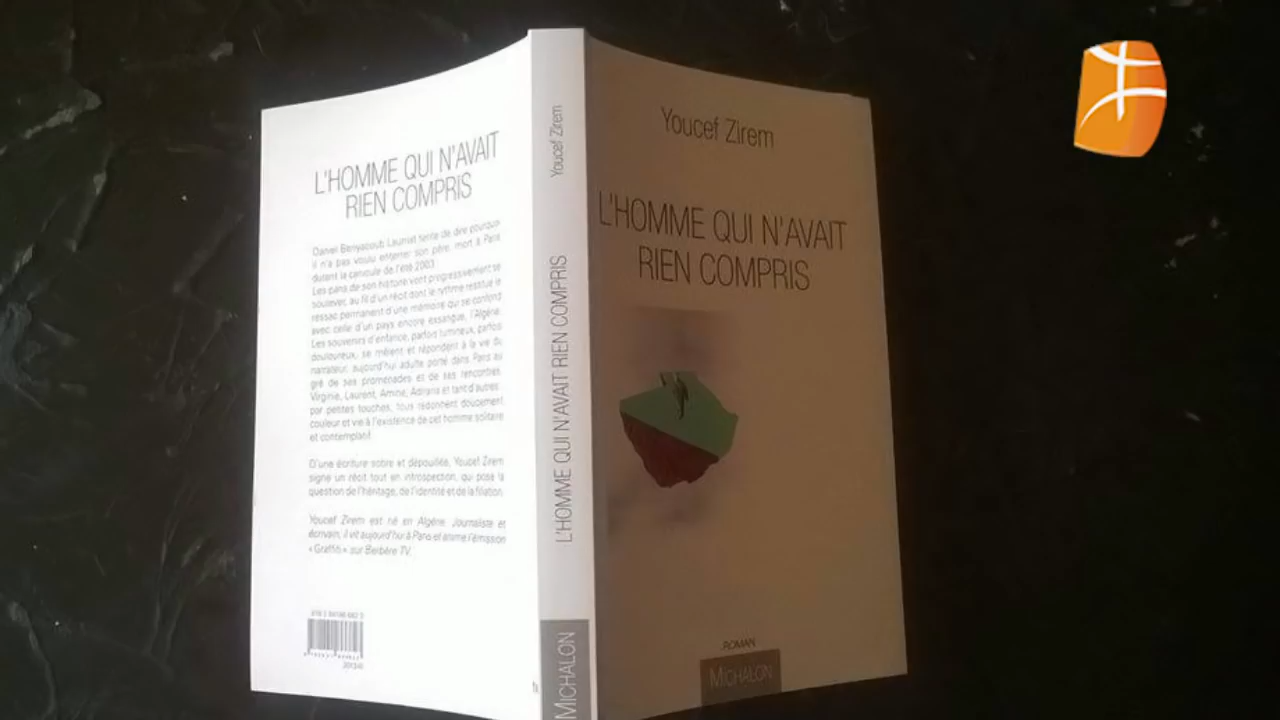 L'HOMME QUI N'AVAIT
RIEN COMPRIS
Daniel Benyacoub Lauriat tente de dire pourquoi
il n'a pas voulu enterrer son père, mort à Paris
durant la canicule de l'été 2003.
Les pans de son histoire vont progressivement se
soulever, au fil d'un récit dont le rythme restitue le
ressac permanent d'une mémoire qui se confond
avec celle d'un pays encore exsangue, l'Algérie.
Les souvenirs d'enfance, parfois lumineux, parfois
douloureux, se mêlent et répondent à la vie du
narrateur, aujourd'hui adulte porté dans Paris au
gré de ses promenades et de ses rencontres.
Virginie, Laurent, Amine, Adriana et tant d'autres :
par petites touches, tous redonnent doucement
couleur et vie à l'existence de cet homme solitaire
et contemplatif.
D'une écriture sobre et dépouillée, Youcef Zirem
signe un récit tout en introspection, qui pose la
question de l'héritage, de l'identité et de la filiation.
Youcef Zirem est né en Algérie. Journaliste et
écrivain, il vit aujourd'hui à Paris et anime l'émission
« Graffiti » sur Berbère TV.
Youcef Zirem
L'HOMME QUI N'AVAIT RIEN COMPRIS
MICHALON
Youcef Zirem
L'HOMME QUI N'AVAIT
RIEN COMPRIS
ROMAN
MICHALON